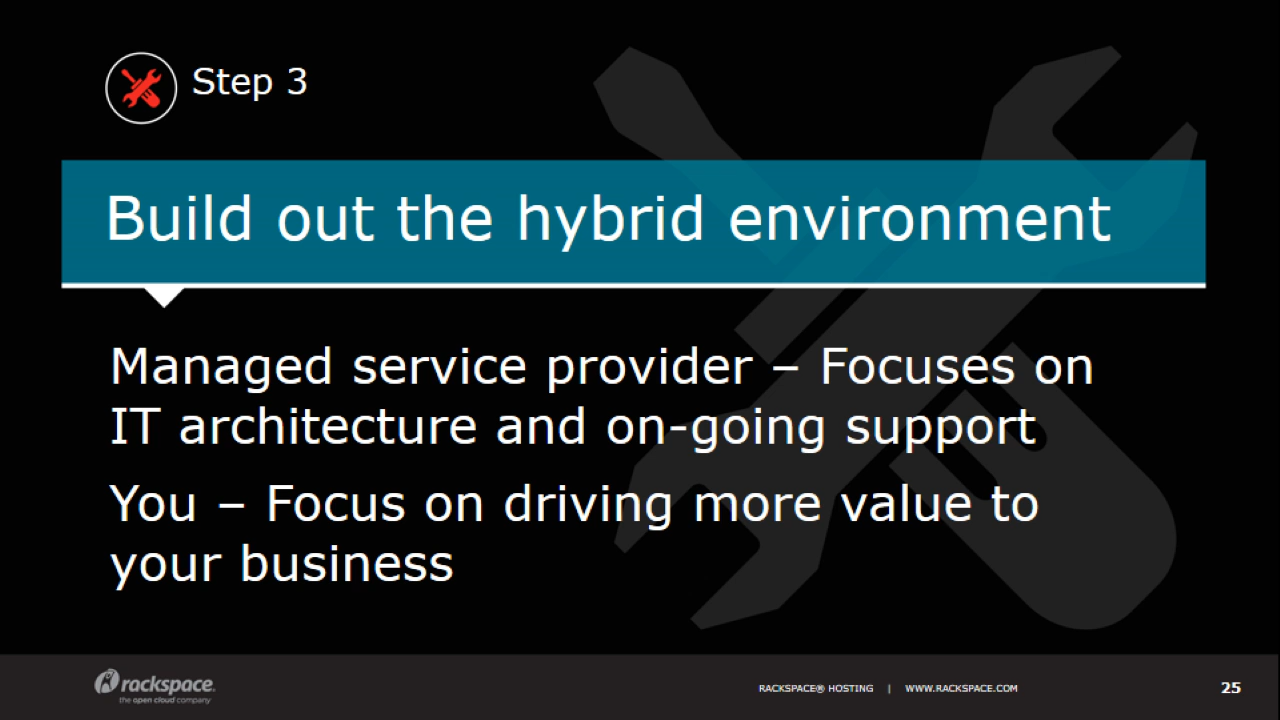 Step 3
Build out the hybrid environment
Managed service provider – Focuses on
IT architecture and on-going support
You – Focus on driving more value to
your business
rackspace.
the open cloud company
RACKSPACE® HOSTING | WWW.RACKSPACE.COM
25